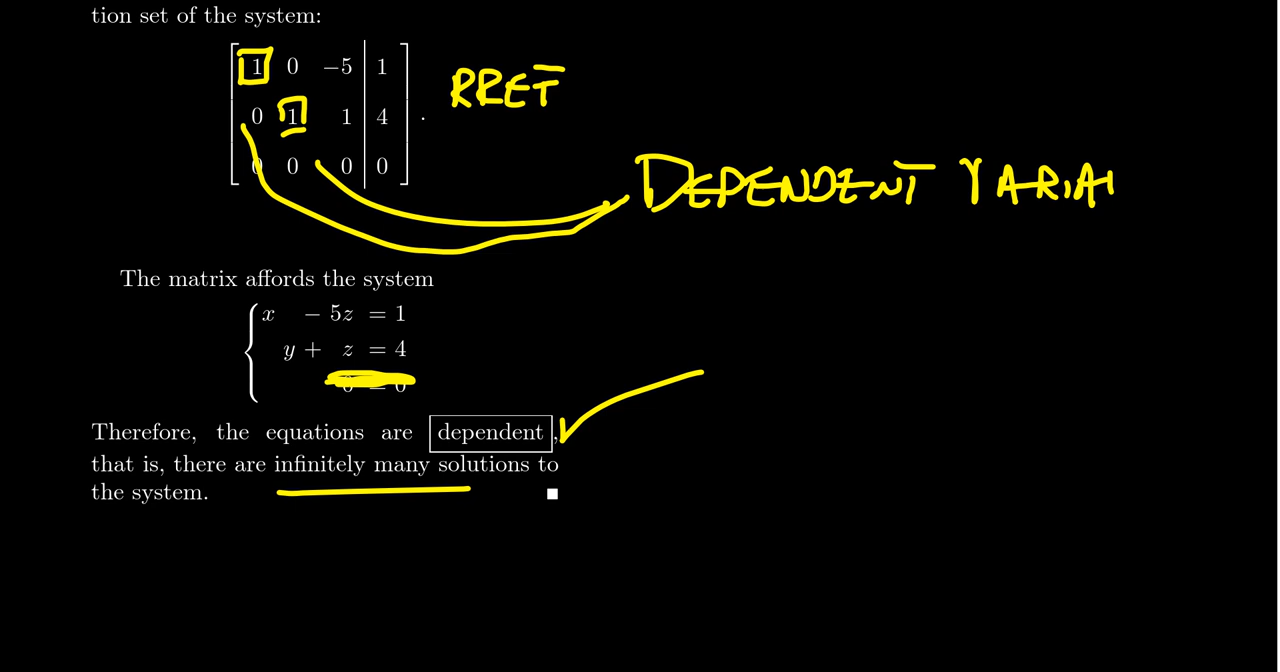 tion set of the system:
1 0 −5 1
RREF
0 1 1 4 .
0 0 0 0
DEPENDENT
The matrix affords the system
x − 5z = 1
y + z = 4
0 = 0
Therefore, the equations are dependent,
that is, there are infinitely many solutions to
the system.